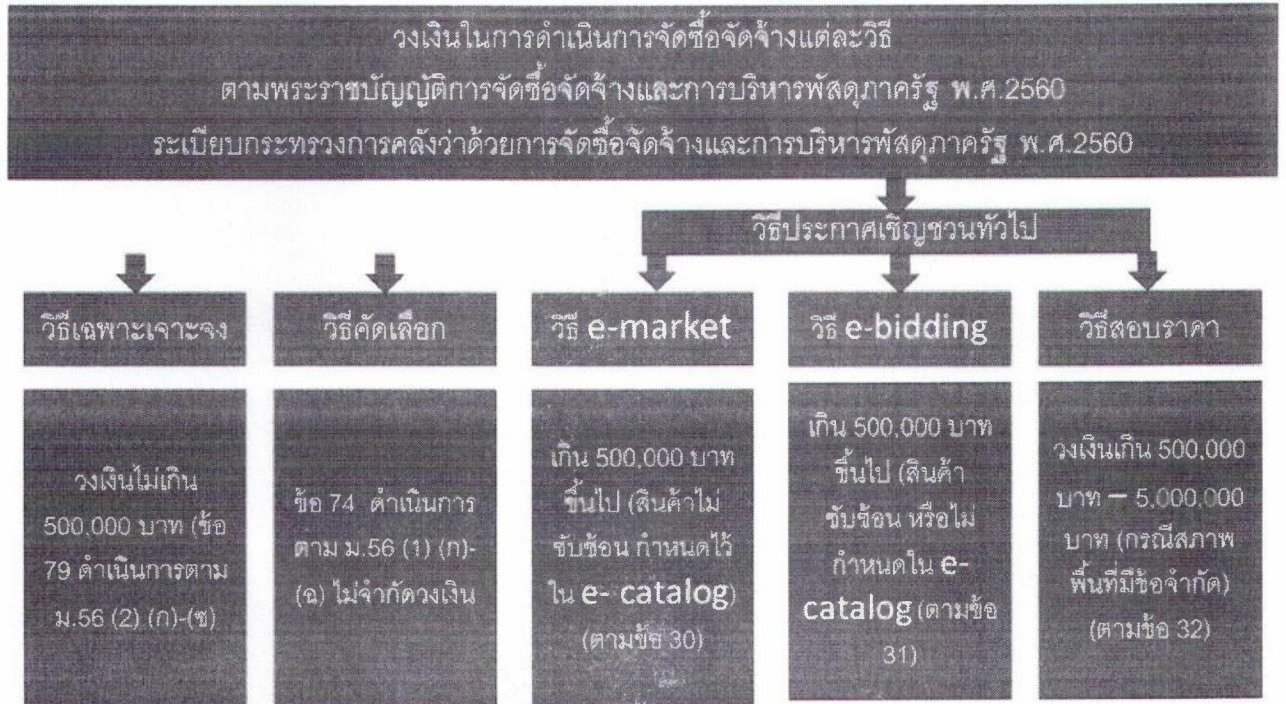 วงเงินในการดำเนินการจัดซื้อจัดจ้างแต่ละวิธี
ตามพระราชบัญญัติการจัดซื้อจัดจ้างและการบริหารพัสดุภาครัฐ พ.ศ.2560
ระเบียบกระทรวงการคลังว่าด้วยการจัดซื้อจัดจ้างและการบริหารพัสดุภาครัฐ พ.ศ.2560
วิธีประกาศเชิญชวนทั่วไป
วิธีเฉพาะเจาะจง
วิธีคัดเลือก
วิธี e-market
วิธี e-bidding
วิธีสอบราคา
วงเงินไม่เกิน
500,000 บาท (ข้อ
79 ดำเนินการตาม
ม.56 (2) (ก)-(ซ)
ข้อ 74 ดำเนินการ
ตาม ม.56 (1) (ก)-
(ฉ) ไม่จำกัดวงเงิน
เกิน 500,000 บาท
ขึ้นไป (สินค้าไม่
ซับซ้อน กำหนดไว้
ใน e- catalog)
(ตามข้อ 30)
เกิน 500,000 บาท
ขึ้นไป (สินค้า
ซับซ้อน หรือไม่
กำหนดใน e-
catalog (ตามข้อ
31)
วงเงินเกิน 500,000
บาท – 5,000,000
บาท (กรณีสภาพ
พื้นที่มีข้อจำกัด)
(ตามข้อ 32)